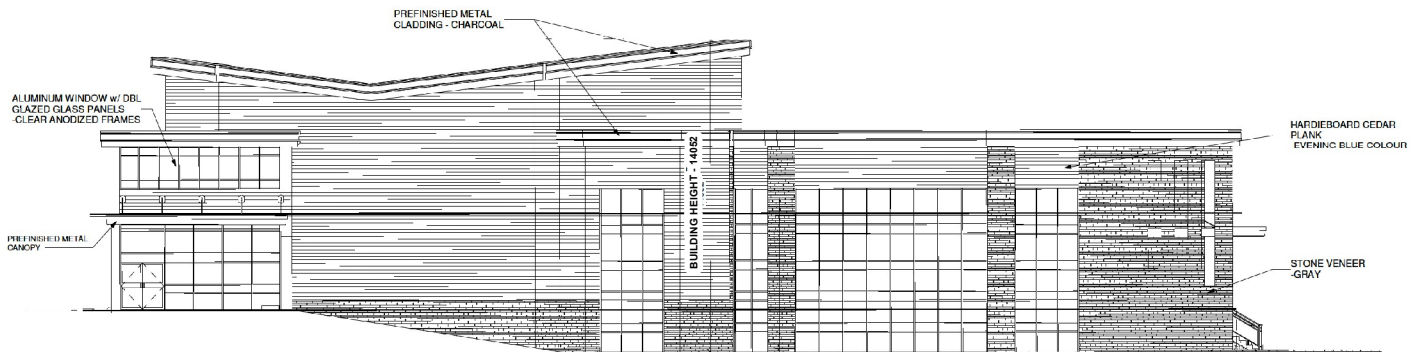 PREFINISHED METAL
CLADDING - CHARCOAL
ALUMINUM WINDOW w/ DBL
GLAZED GLASS PANELS
-CLEAR ANODIZED FRAMES
HARDIEBOARD CEDAR
PLANK
EVENING BLUE COLOUR
BUILDING HEIGHT - 14052
PREFINISHED METAL
CANOPY
STONE VENEER
-GRAY